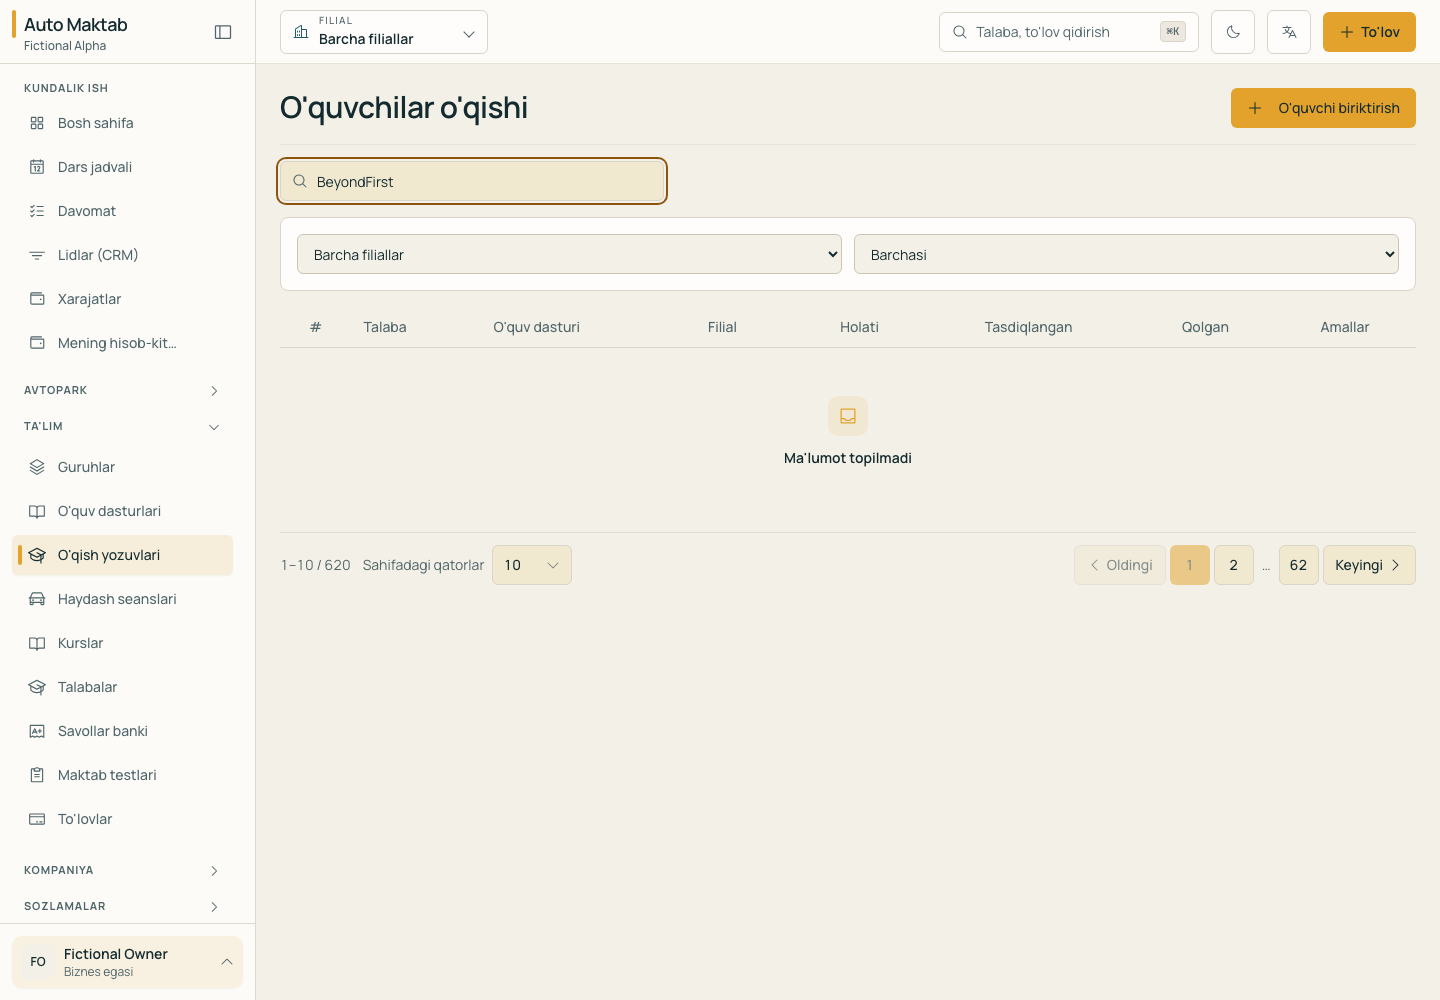 Auto Maktab
Fictional Alpha
KUNDALIK ISH
Bosh sahifa
Dars jadvali
Davomat
Lidlar (CRM)
Xarajatlar
Mening hisob-kit...
AVTOPARK
TA'LIM
Guruhlar
O'quv dasturlari
O'qish yozuvlari
Haydash seanslari
Kurslar
Talabalar
Savollar banki
Maktab testlari
To'lovlar
KOMPANIYA
SOZLAMALAR
FO
Fictional Owner
Biznes egasi
FILIAL
Barcha filiallar
Talaba, to'lov qidirish
⌘K
To'lov
O'quvchilar o'qishi
O'quvchi biriktirish
BeyondFirst
Barcha filiallar
Barchasi
# Talaba O'quv dasturi Filial Holati Tasdiqlangan Qolgan Amallar
Ma'lumot topilmadi
1–10 / 620 Sahifadagi qatorlar 10
Oldingi 1 2 ... 62 Keyingi